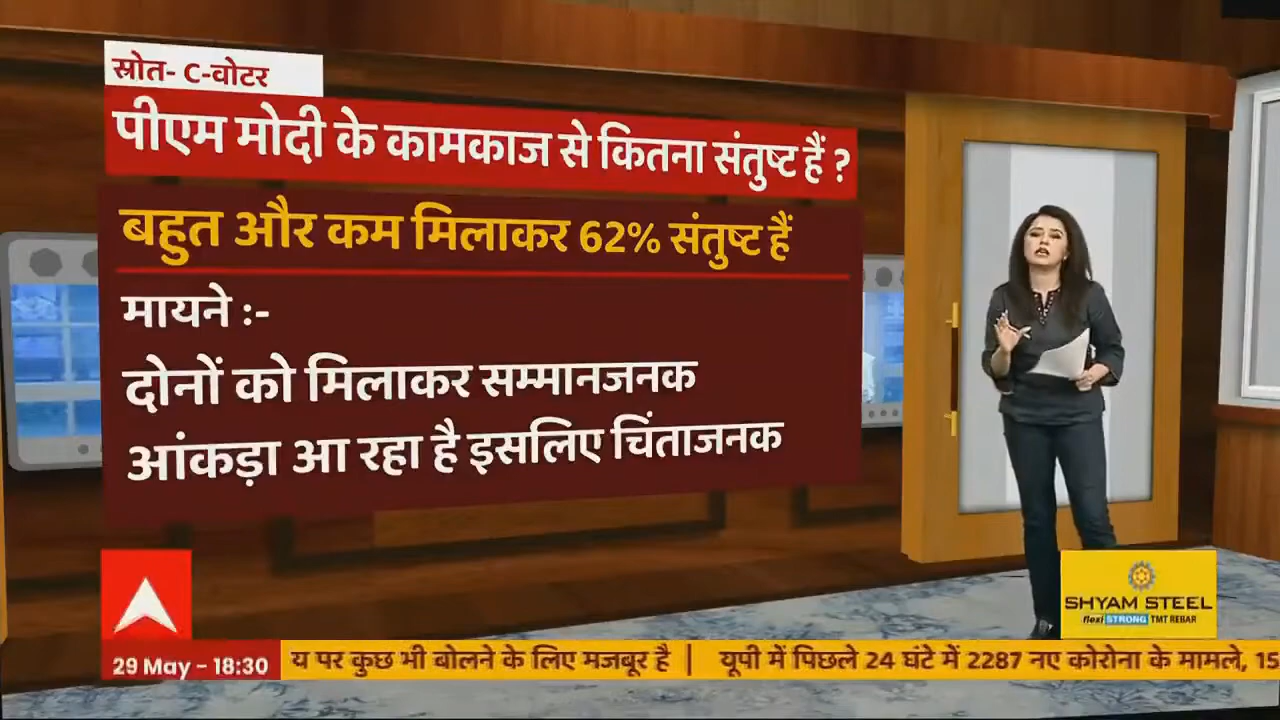 स्रोत- C-वोटर
पीएम मोदी के कामकाज से कितना संतुष्ट हैं ?
बहुत और कम मिलाकर 62% संतुष्ट हैं
मायने :-
दोनों को मिलाकर सम्मानजनक
आंकड़ा आ रहा है इसलिए चिंताजनक
SHYAM STEEL
flexi STRONG TMT REBAR
29 May - 18:30
य पर कुछ भी बोलने के लिए मजबूर है | यूपी में पिछले 24 घंटे में 2287 नए कोरोना के मामले, 15